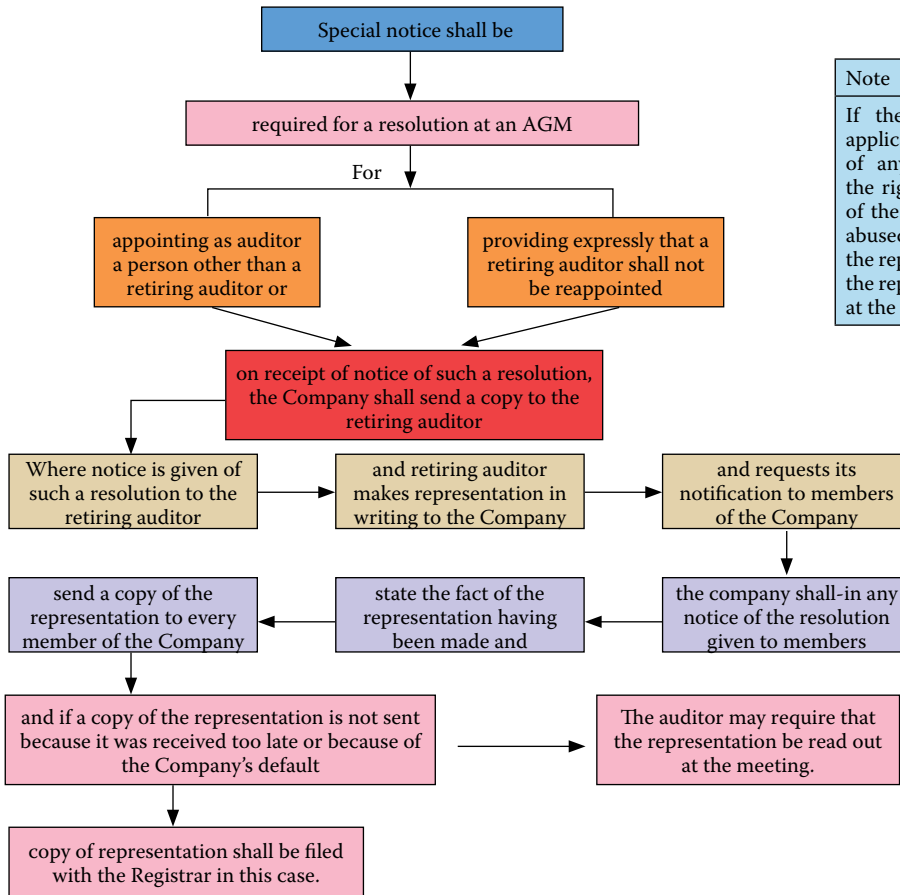 Special notice shall be
required for a resolution at an AGM
For
appointing as auditor
a person other than a
retiring auditor or
providing expressly that a
retiring auditor shall not
be reappointed
on receipt of notice of such a resolution,
the Company shall send a copy to the
retiring auditor
Where notice is given of
such a resolution to the
retiring auditor
and retiring auditor
makes representation in
writing to the Company
and requests its
notification to members
of the Company
the company shall-in any
notice of the resolution
given to members
state the fact of the
representation having
been made and
send a copy of the
representation to every
member of the Company
and if a copy of the representation is not sent
because it was received too late or because of
the Company's default
The auditor may require that
the representation be read out
at the meeting.
copy of representation shall be filed
with the Registrar in this case.
Note
If the
of
the
of the
abused
the
the
at the